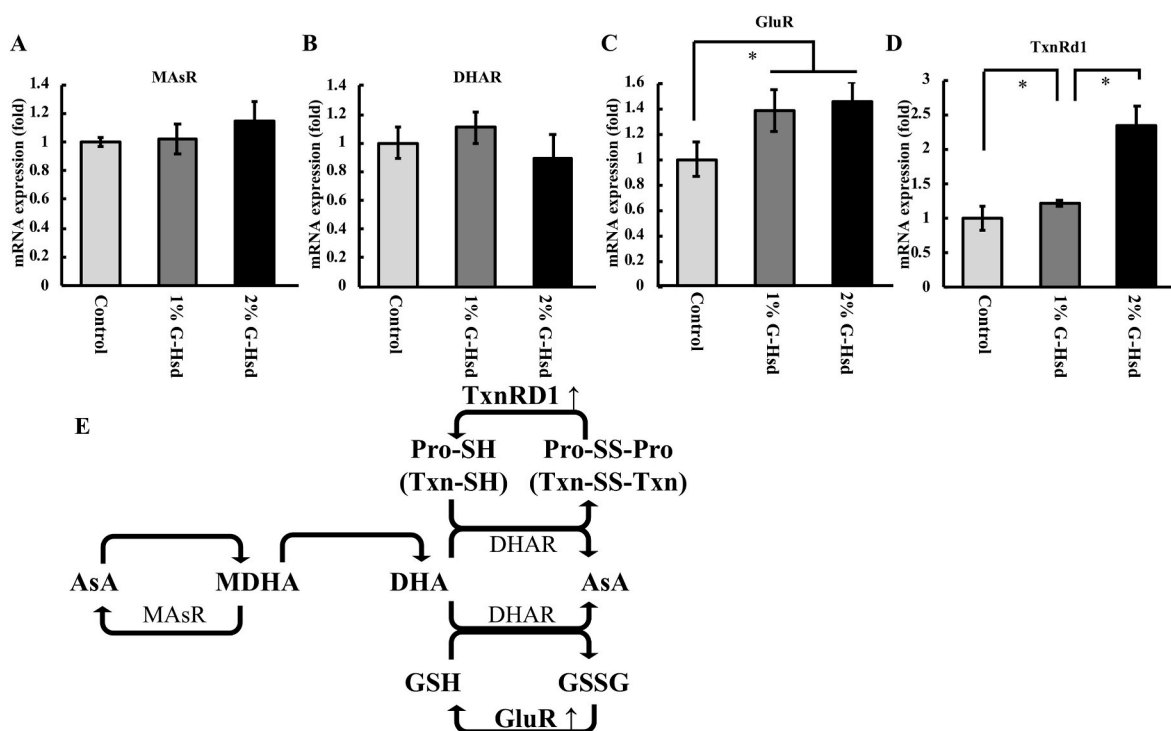 A
MAsR
mRNA expression (fold)
1.4
1.2
1
0.8
0.6
0.4
0.2
0
Control
1% G-Hsd
2% G-Hsd
B
DHAR
mRNA expression (fold)
1.4
1.2
1
0.8
0.6
0.4
0.2
0
Control
1% G-Hsd
2% G-Hsd
C
GluR
*
mRNA expression (fold)
1.6
1.4
1.2
1
0.8
0.6
0.4
0.2
0
Control
1% G-Hsd
2% G-Hsd
D
TxnRd1
* *
mRNA expression (fold)
3
2.5
2
1.5
1
0.5
0
Control
1% G-Hsd
2% G-Hsd
E
TxnRD1 ↑
Pro-SH Pro-SS-Pro
(Txn-SH) (Txn-SS-Txn)
DHAR
AsA MDHA DHA AsA
MAsR DHAR
GSH GSSG
GluR ↑